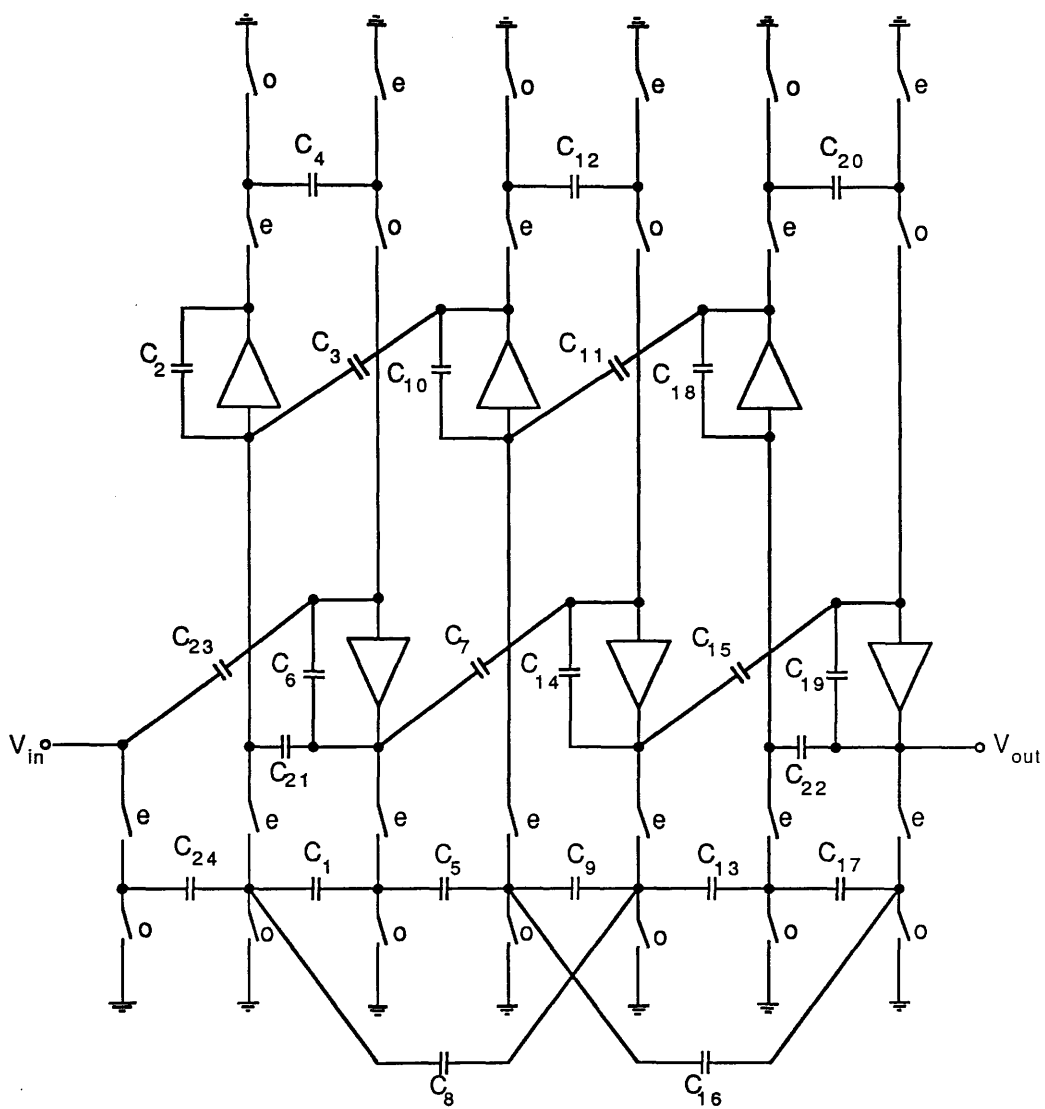 o e o e o e
C4 C12 C20
e o e o e o
C2 C3 C10 C11 C18
C23 C6 C7 C14 C15 C19
Vin C21 C22 Vout
e e e e e e e
C24 C1 C5 C9 C13 C17
o o o o o o o
C8 C16